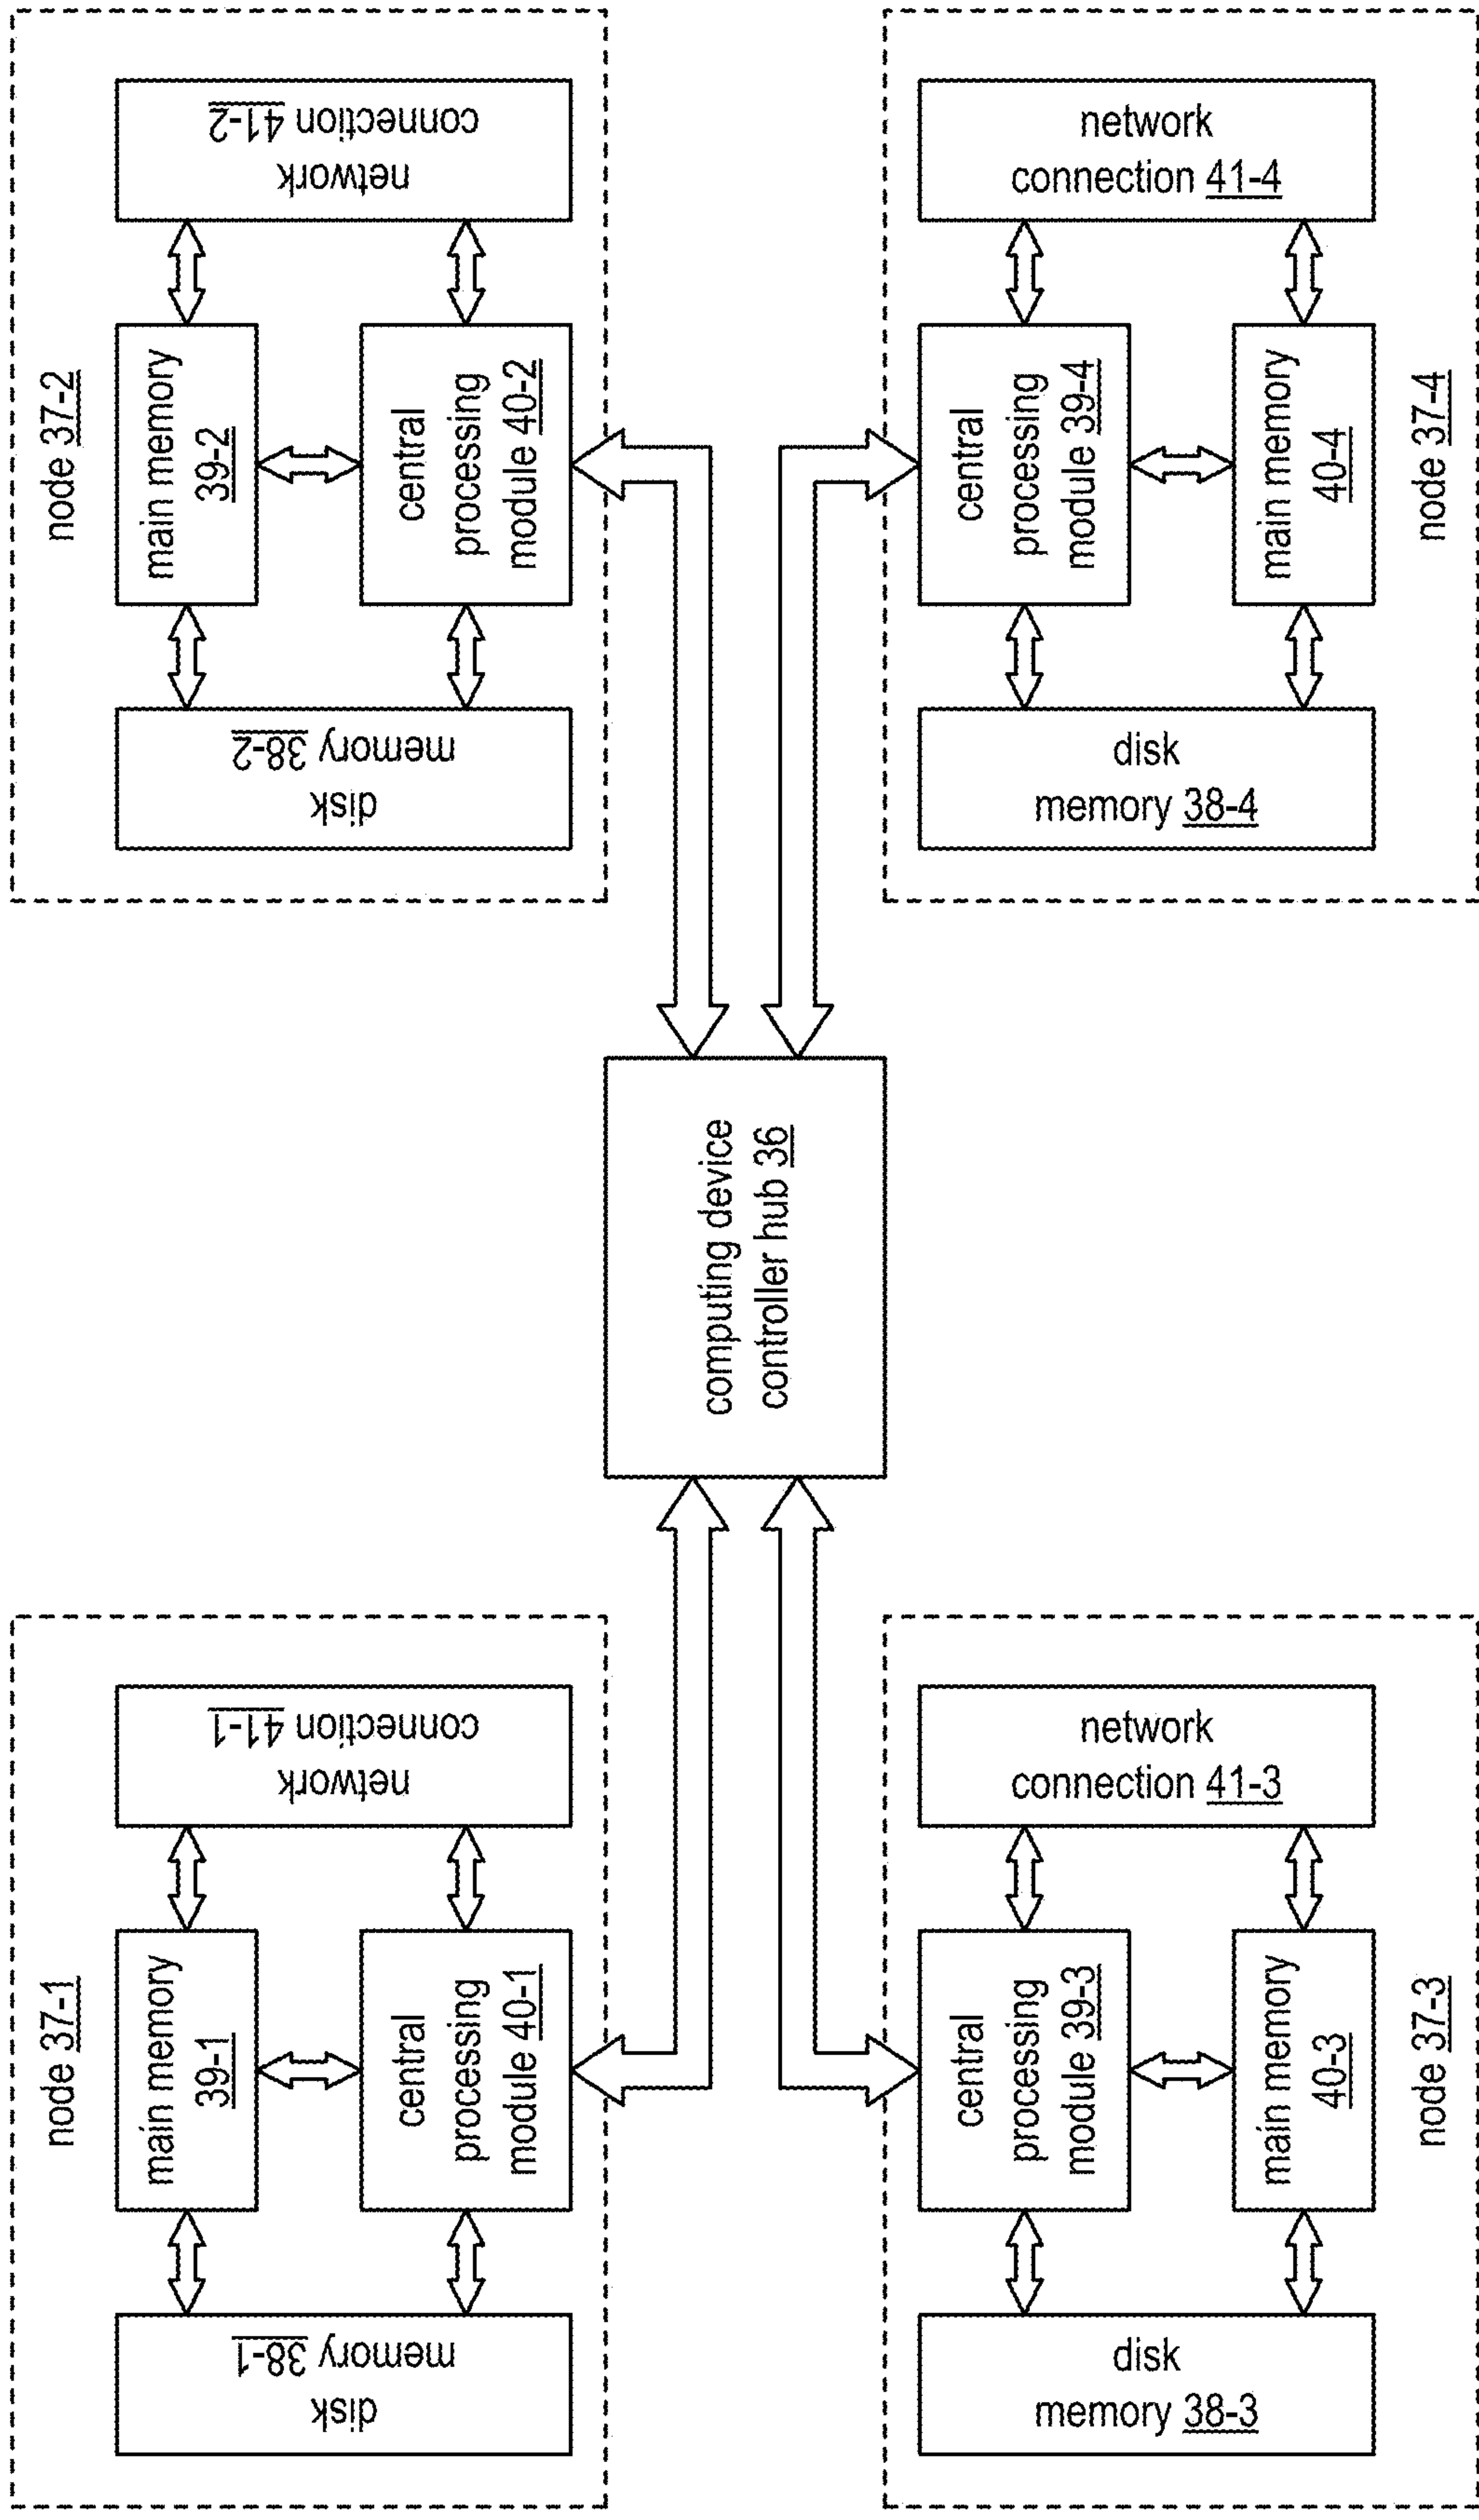 node 37-1
main memory
39-1
central
processing
module 40-1
disk
memory 38-1
network
connection 41-1
node 37-2
main memory
39-2
central
processing
module 40-2
disk
memory 38-2
network
connection 41-2
computing device
controller hub 36
central
processing
module 39-3
main memory
40-3
disk
memory 38-3
network
connection 41-3
node 37-3
central
processing
module 39-4
main memory
40-4
disk
memory 38-4
network
connection 41-4
node 37-4